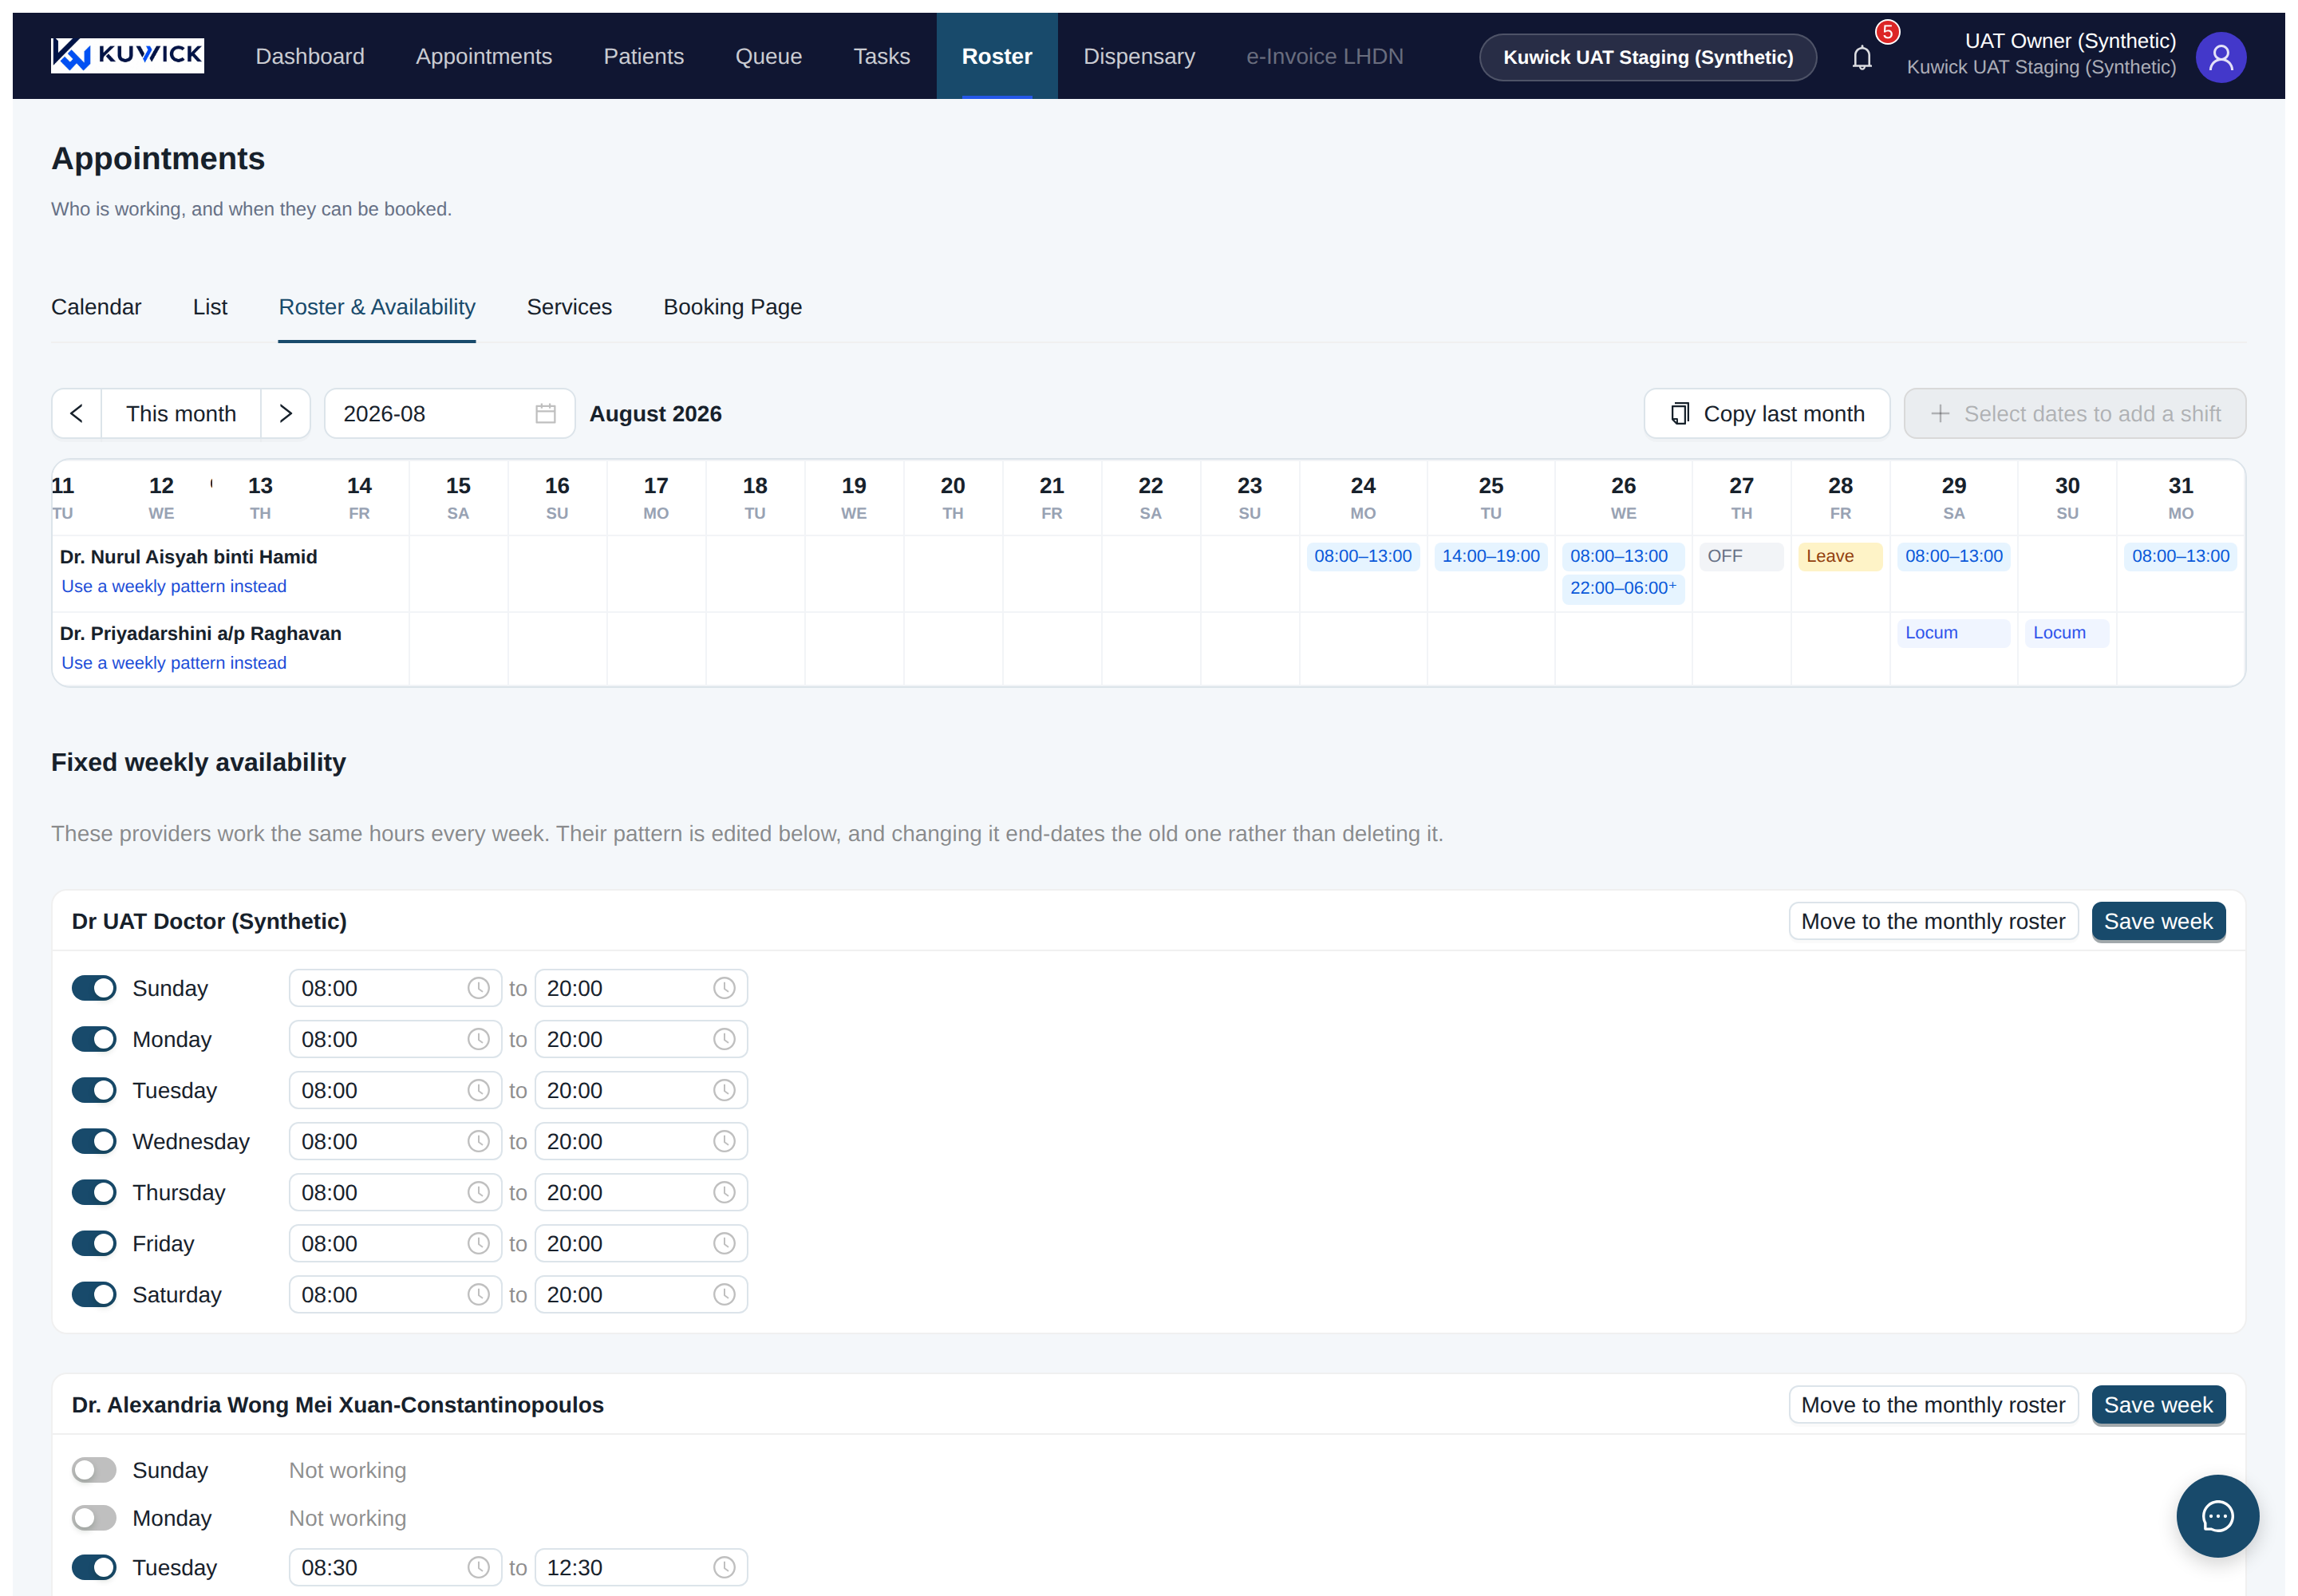 KUWICK Dashboard Appointments Patients Queue Tasks Roster Dispensary e-Invoice LHDN Kuwick UAT Staging (Synthetic) 5 UAT Owner (Synthetic)
Kuwick UAT Staging (Synthetic)
Appointments
Who is working, and when they can be booked.
Calendar List Roster & Availability Services Booking Page
This month 2026-08 August 2026 Copy last month Select dates to add a shift
11 12 13 14 15 16 17 18 19 20 21 22 23 24 25 26 27 28 29 30 31
TU WE TH FR SA SU MO TU WE TH FR SA SU MO TU WE TH FR SA SU MO
Dr. Nurul Aisyah binti Hamid 08:00–13:00 14:00–19:00 08:00–13:00 OFF Leave 08:00–13:00 08:00–13:00
Use a weekly pattern instead 22:00–06:00⁺
Dr. Priyadarshini a/p Raghavan Locum Locum
Use a weekly pattern instead
Fixed weekly availability
These providers work the same hours every week. Their pattern is edited below, and changing it end-dates the old one rather than deleting it.
Dr UAT Doctor (Synthetic) Move to the monthly roster Save week
Sunday 08:00 to 20:00
Monday 08:00 to 20:00
Tuesday 08:00 to 20:00
Wednesday 08:00 to 20:00
Thursday 08:00 to 20:00
Friday 08:00 to 20:00
Saturday 08:00 to 20:00
Dr. Alexandria Wong Mei Xuan-Constantinopoulos Move to the monthly roster Save week
Sunday Not working
Monday Not working
Tuesday 08:30 to 12:30